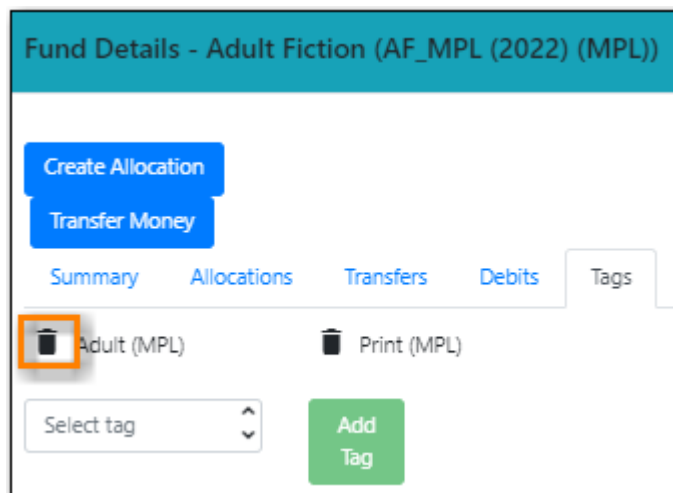 Fund Details - Adult Fiction (AF_MPL (2022) (MPL))
Create Allocation
Transfer Money
Summary Allocations Transfers Debits Tags
Adult (MPL) Print (MPL)
Select tag
Add
Tag